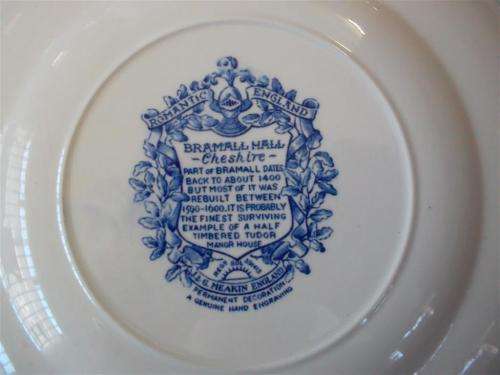 ROMANTIC ENGLAND
BRAMALL HALL
- Cheshire -
PART OF BRAMALL DATES
BACK TO ABOUT 1400
BUT MOST OF IT WAS
REBUILT BETWEEN
1590-1600. IT IS PROBABLY
THE FINEST SURVIVING
EXAMPLE OF A HALF
TIMBERED TUDOR
MANOR HOUSE
REG SOL
J. & G. MEAKIN ENGLAND
PERMANENT DECORATION
A GENUINE HAND ENGRAVING